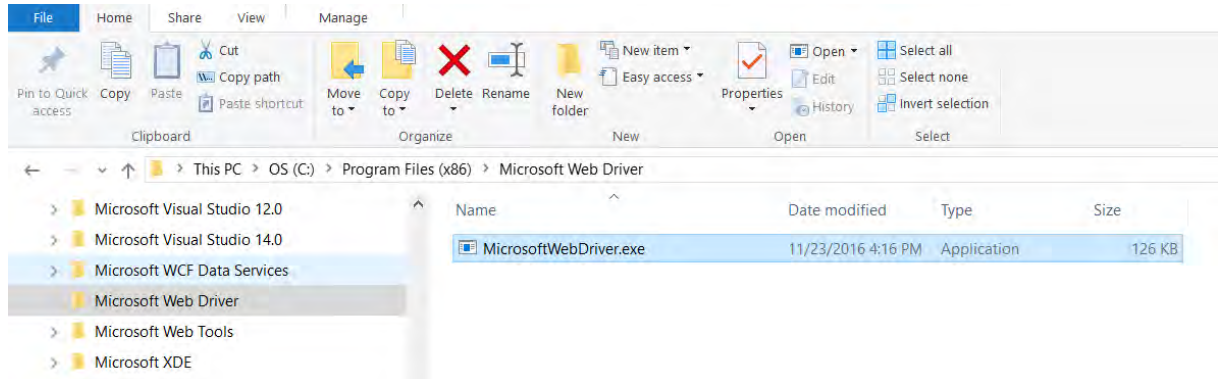 File Home Share View Manage
Pin to Quick access
Copy
Paste
Cut
Copy path
Paste shortcut
Clipboard
Move to
Copy to
Delete
Rename
Organize
New folder
New item
Easy access
New
Properties
Open
Edit
History
Open
Select all
Select none
Invert selection
Select
This PC > OS (C:) > Program Files (x86) > Microsoft Web Driver
Microsoft Visual Studio 12.0
Microsoft Visual Studio 14.0
Microsoft WCF Data Services
Microsoft Web Driver
Microsoft Web Tools
Microsoft XDE
Name Date modified Type Size
MicrosoftWebDriver.exe 11/23/2016 4:16 PM Application 126 KB